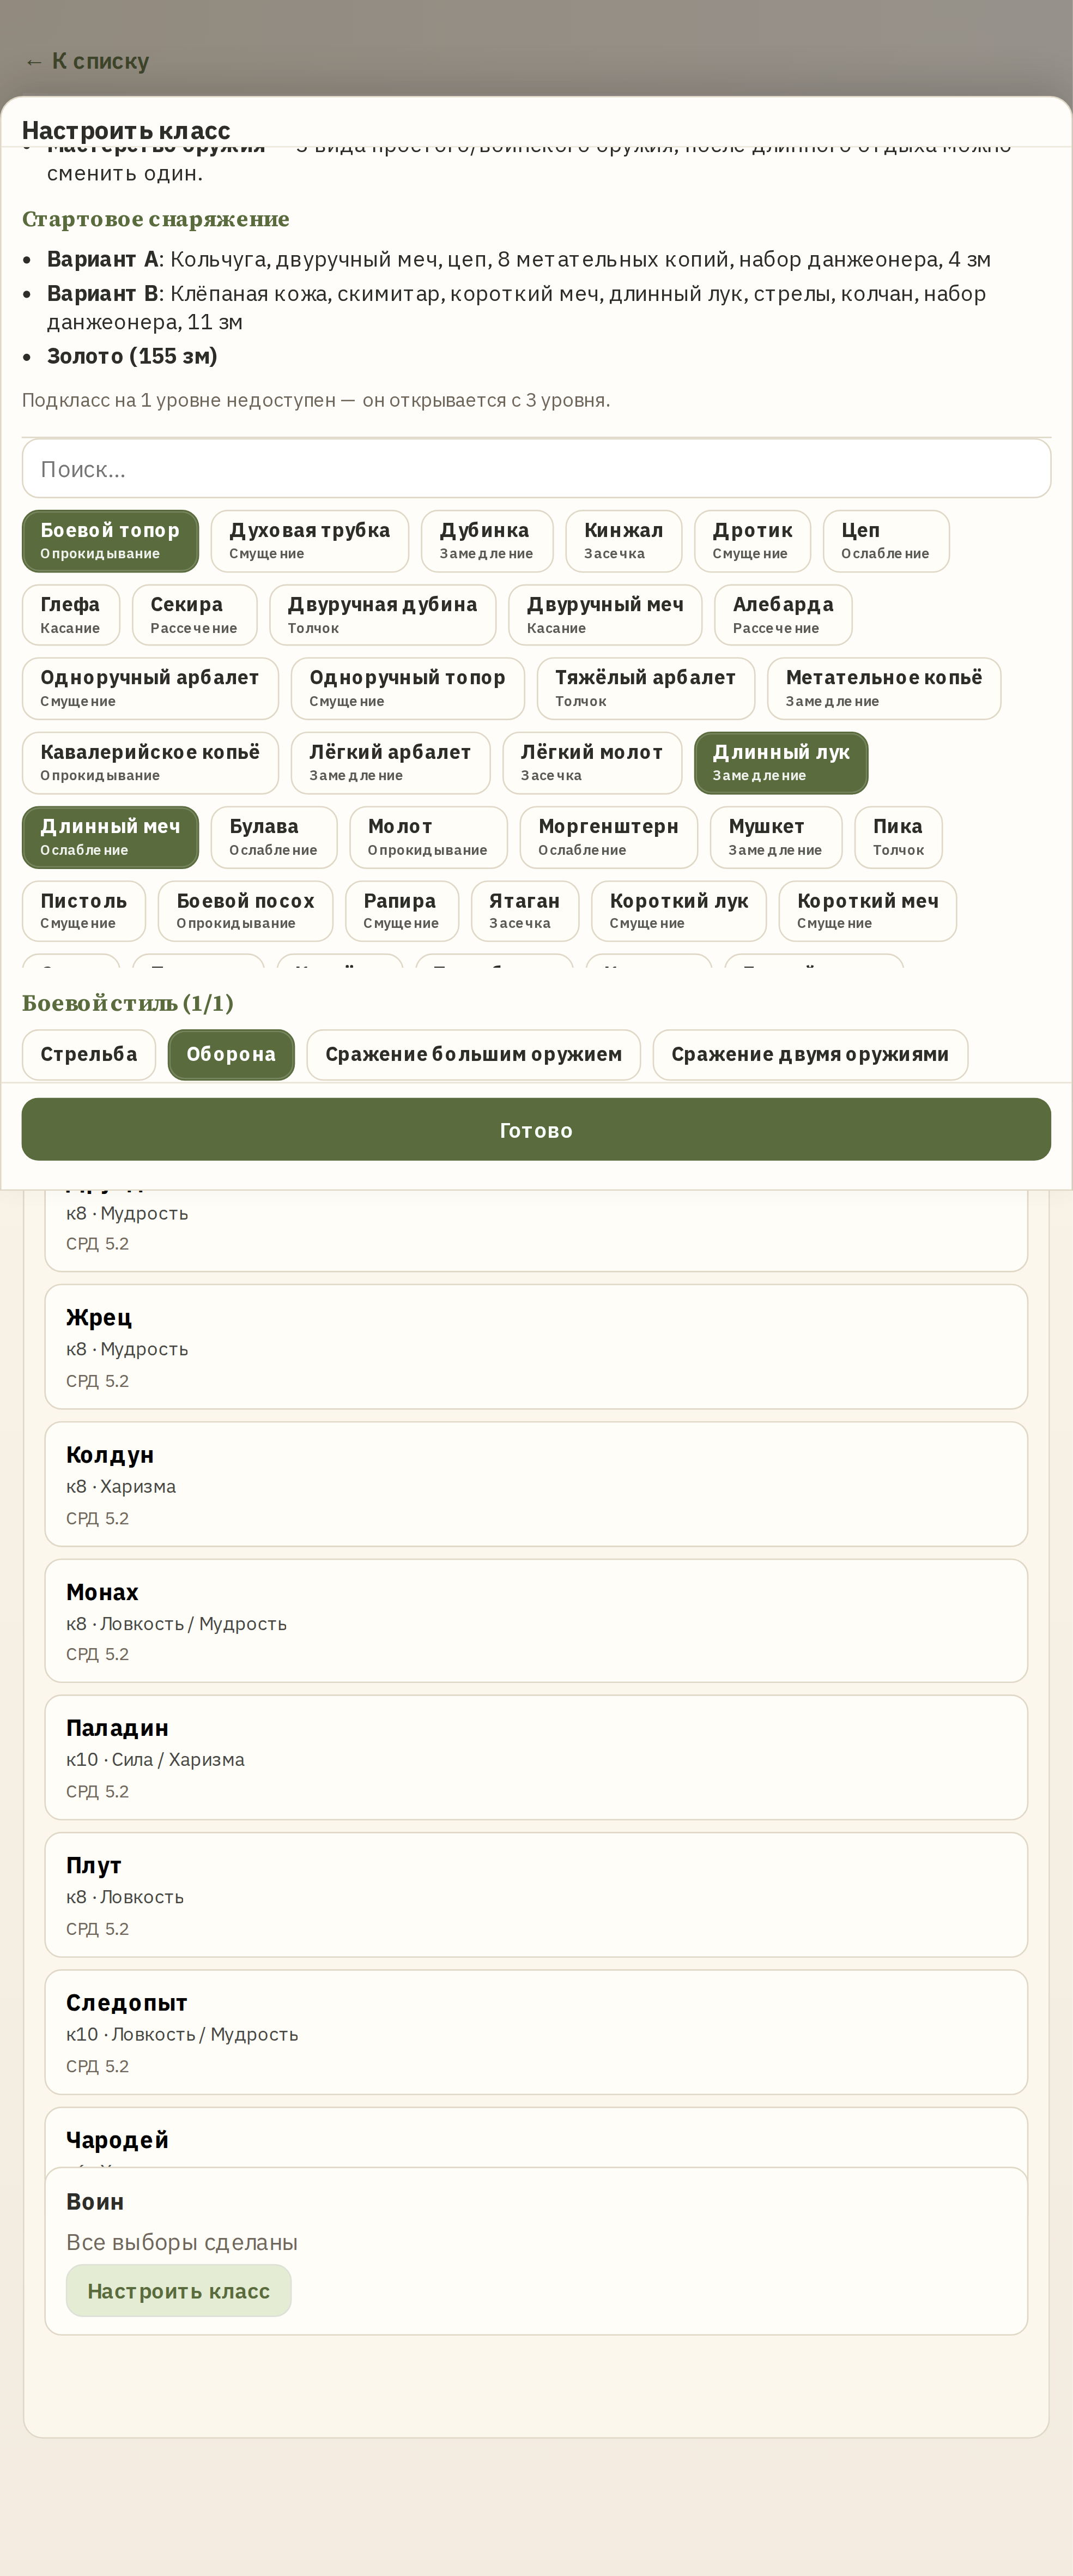 ← К списку
Настроить класс
сменить один.
Стартовое снаряжение
• Вариант A: Кольчуга, двуручный меч, цеп, 8 метательных копий, набор данжеонера, 4 зм
• Вариант B: Клёпаная кожа, скимитар, короткий меч, длинный лук, стрелы, колчан, набор
данжеонера, 11 зм
• Золото (155 зм)
Подкласс на 1 уровне недоступен — он открывается с 3 уровня.
Поиск...
Боевой топор Духовая трубка Дубинка Кинжал Дротик Цеп
Опрокидывание Смущение Замедление Засечка Смущение Ослабление
Глефа Секира Двуручная дубина Двуручный меч Алебарда
Касание Рассечение Толчок Касание Рассечение
Одноручный арбалет Одноручный топор Тяжёлый арбалет Метательное копьё
Смущение Смущение Толчок Замедление
Кавалерийское копьё Лёгкий арбалет Лёгкий молот Длинный лук
Опрокидывание Замедление Засечка Замедление
Длинный меч Булава Молот Моргенштерн Мушкет Пика
Ослабление Ослабление Опрокидывание Ослабление Замедление Толчок
Пистоль Боевой посох Рапира Ятаган Короткий лук Короткий меч
Смущение Опрокидывание Смущение Засечка Смущение Смущение
Боевой стиль (1/1)
Стрельба Оборона Сражение большим оружием Сражение двумя оружиями
Готово
к8 · Мудрость
СРД 5.2
Жрец
к8 · Мудрость
СРД 5.2
Колдун
к8 · Харизма
СРД 5.2
Монах
к8 · Ловкость / Мудрость
СРД 5.2
Паладин
к10 · Сила / Харизма
СРД 5.2
Плут
к8 · Ловкость
СРД 5.2
Следопыт
к10 · Ловкость / Мудрость
СРД 5.2
Чародей
Воин
Все выборы сделаны
Настроить класс